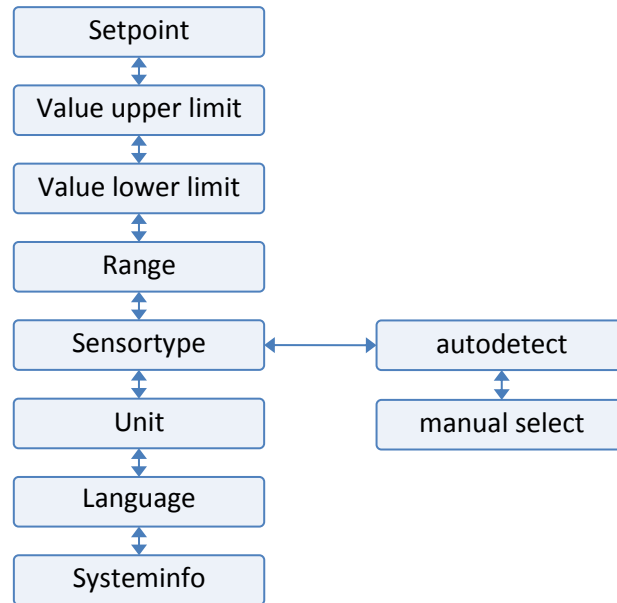 Setpoint
Value upper limit
Value lower limit
Range
Sensortype
autodetect
Unit
manual select
Language
Systeminfo